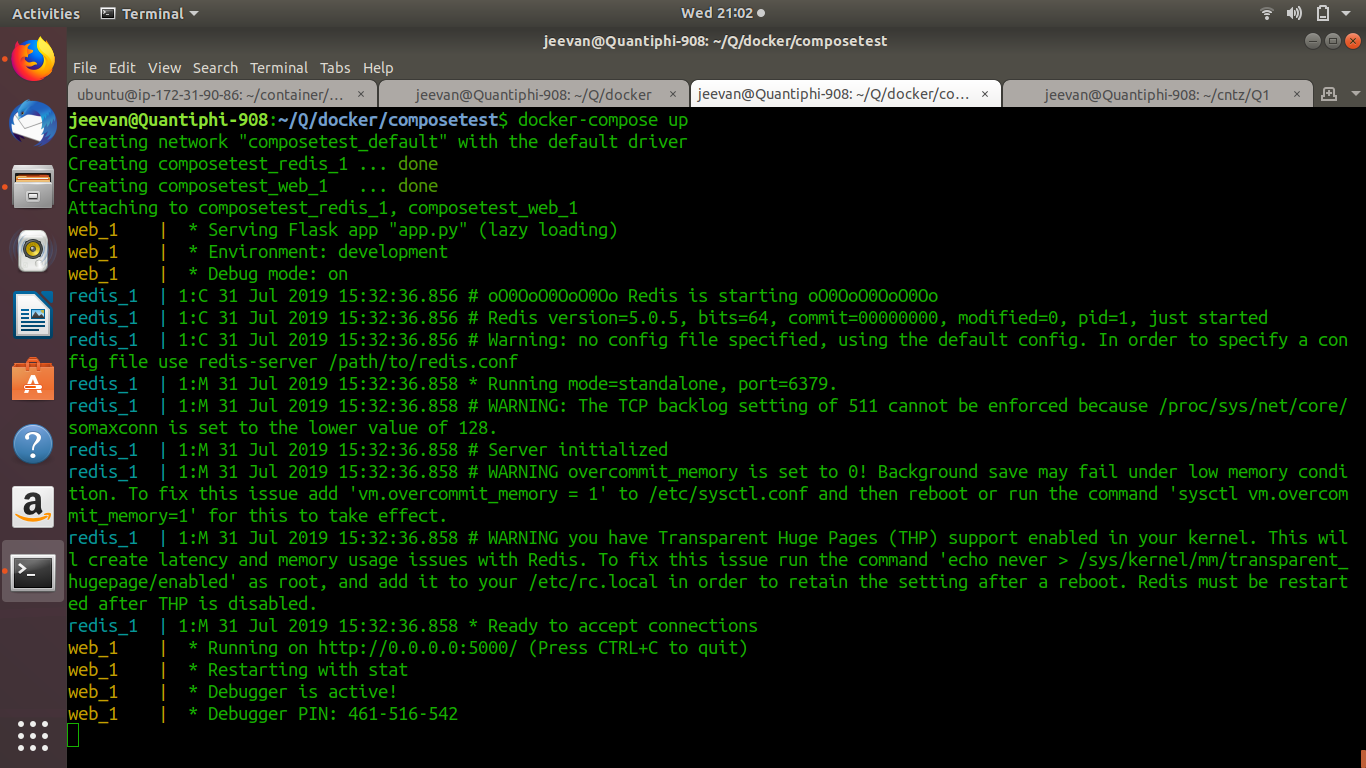 Activities Terminal Wed 21:02
jeevan@Quantiphi-908: ~/Q/docker/composetest
File Edit View Search Terminal Tabs Help
ubuntu@ip-172-31-90-86: ~/container/... × jeevan@Quantiphi-908: ~/Q/docker × jeevan@Quantiphi-908: ~/Q/docker/co... × jeevan@Quantiphi-908: ~/cntz/Q1 ×
jeevan@Quantiphi-908:~/Q/docker/composetest$ docker-compose up
Creating network "composetest_default" with the default driver
Creating composetest_redis_1 ... done
Creating composetest_web_1   ... done
Attaching to composetest_redis_1, composetest_web_1
web_1    |  * Serving Flask app "app.py" (lazy loading)
web_1    |  * Environment: development
web_1    |  * Debug mode: on
redis_1  | 1:C 31 Jul 2019 15:32:36.856 # oO0OoO0OoO0Oo Redis is starting oO0OoO0OoO0Oo
redis_1  | 1:C 31 Jul 2019 15:32:36.856 # Redis version=5.0.5, bits=64, commit=00000000, modified=0, pid=1, just started
redis_1  | 1:C 31 Jul 2019 15:32:36.856 # Warning: no config file specified, using the default config. In order to specify a con
fig file use redis-server /path/to/redis.conf
redis_1  | 1:M 31 Jul 2019 15:32:36.858 * Running mode=standalone, port=6379.
redis_1  | 1:M 31 Jul 2019 15:32:36.858 # WARNING: The TCP backlog setting of 511 cannot be enforced because /proc/sys/net/core/
somaxconn is set to the lower value of 128.
redis_1  | 1:M 31 Jul 2019 15:32:36.858 # Server initialized
redis_1  | 1:M 31 Jul 2019 15:32:36.858 # WARNING overcommit_memory is set to 0! Background save may fail under low memory condi
tion. To fix this issue add 'vm.overcommit_memory = 1' to /etc/sysctl.conf and then reboot or run the command 'sysctl vm.overcom
mit_memory=1' for this to take effect.
redis_1  | 1:M 31 Jul 2019 15:32:36.858 # WARNING you have Transparent Huge Pages (THP) support enabled in your kernel. This wil
l create latency and memory usage issues with Redis. To fix this issue run the command 'echo never > /sys/kernel/mm/transparent_
hugepage/enabled' as root, and add it to your /etc/rc.local in order to retain the setting after a reboot. Redis must be restart
ed after THP is disabled.
redis_1  | 1:M 31 Jul 2019 15:32:36.858 * Ready to accept connections
web_1    |  * Running on http://0.0.0.0:5000/ (Press CTRL+C to quit)
web_1    |  * Restarting with stat
web_1    |  * Debugger is active!
web_1    |  * Debugger PIN: 461-516-542